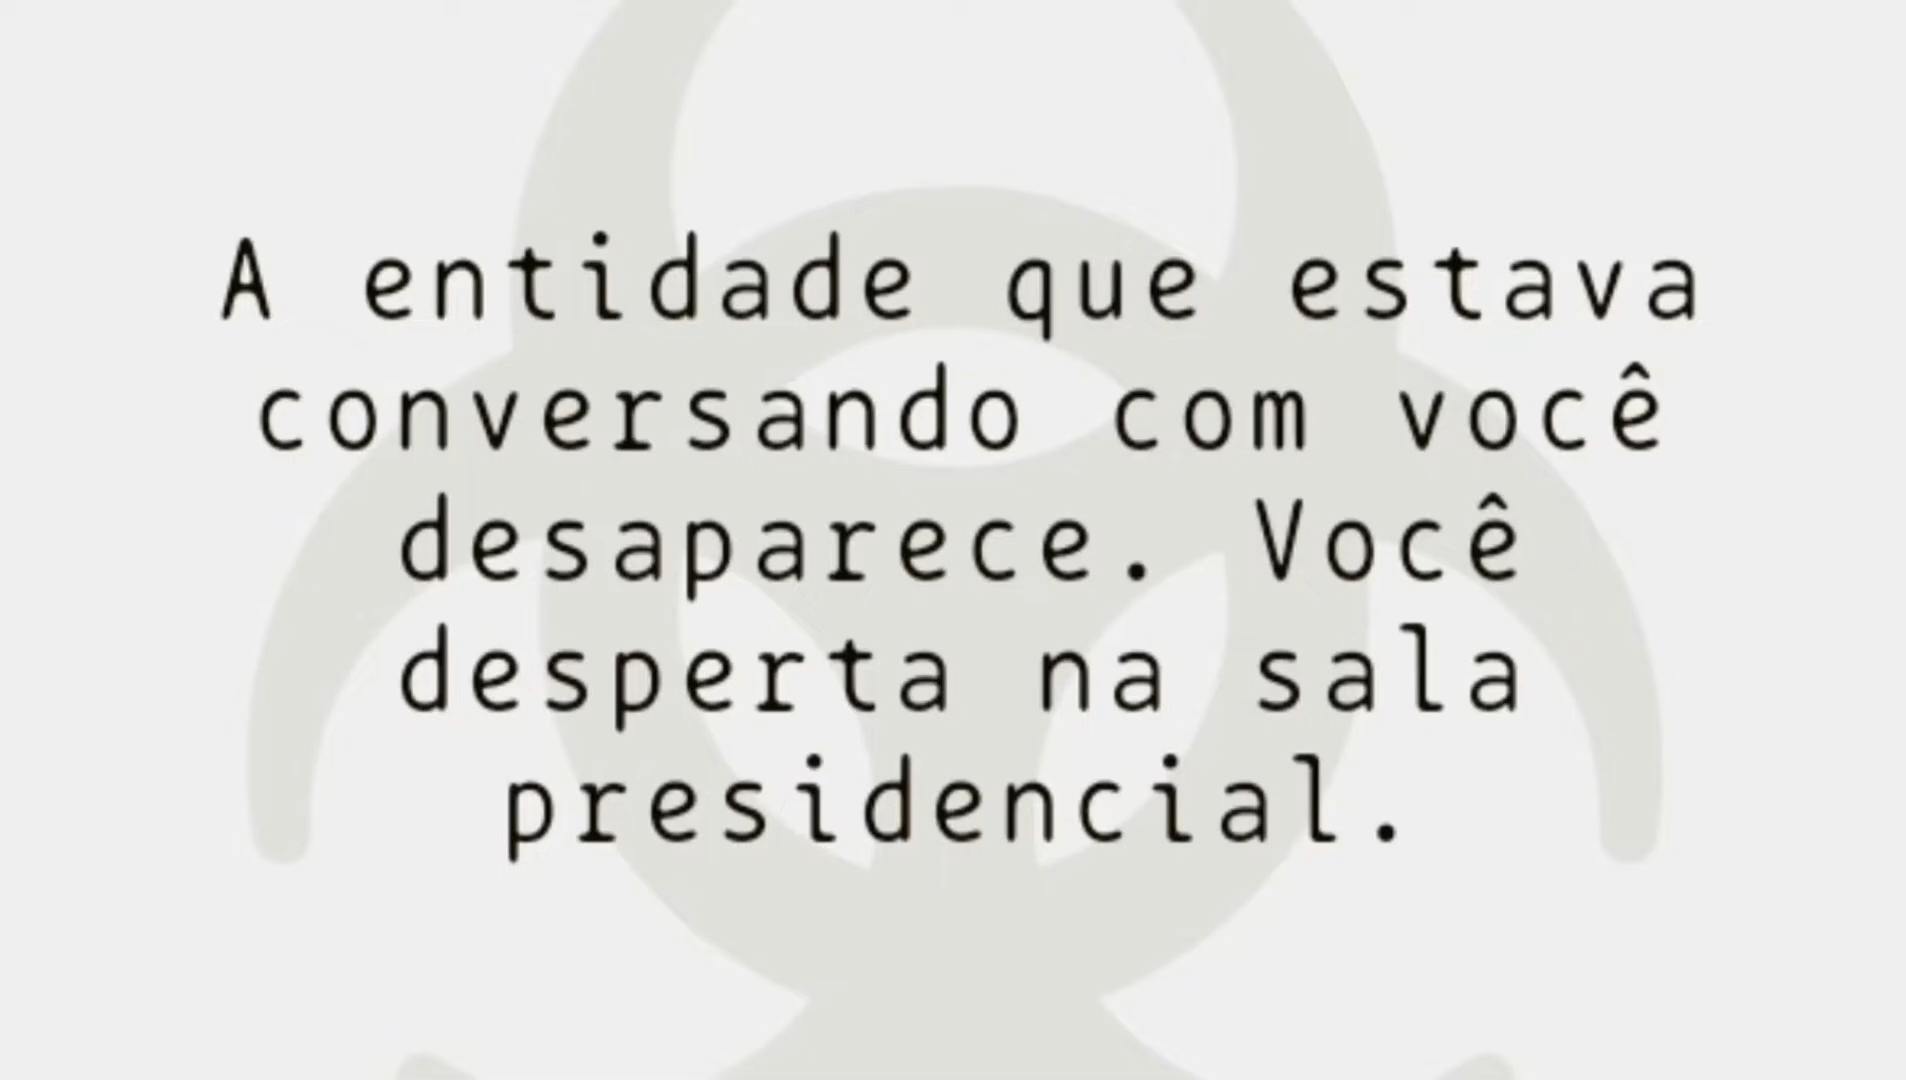 A entidade que estava
conversando com você
desaparece. Você
desperta na sala
presidencial.